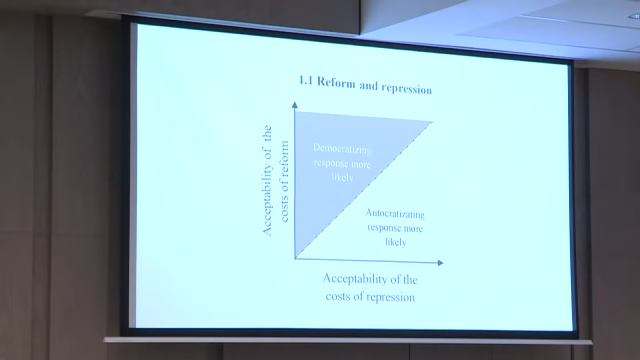 1.1 Reform and repression
Acceptability of the
costs of reform
Democratizing
response more
likely
Autocratizing
response more
likely
Acceptability of the
costs of repression